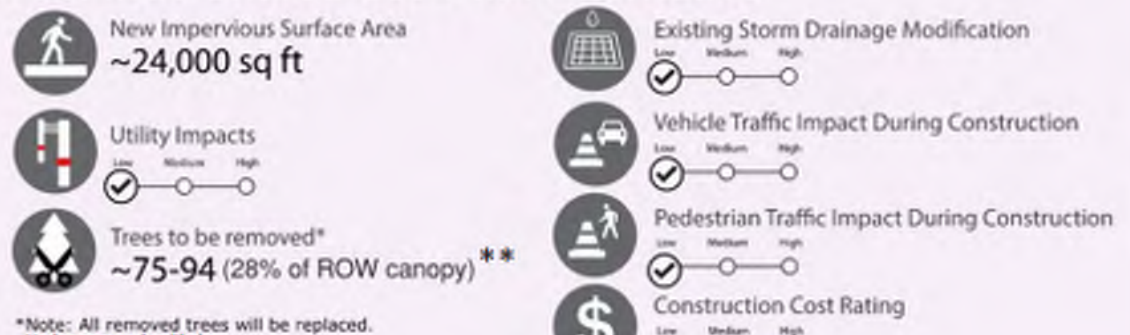 New Impervious Surface Area
~24,000 sq ft
Utility Impacts
Low Medium High
Trees to be removed*
~75-94 (28% of ROW canopy)**
*Note: All removed trees will be replaced.
Existing Storm Drainage Modification
Low Medium High
Vehicle Traffic Impact During Construction
Low Medium High
Pedestrian Traffic Impact During Construction
Low Medium High
$
Construction Cost Rating
Low Medium High